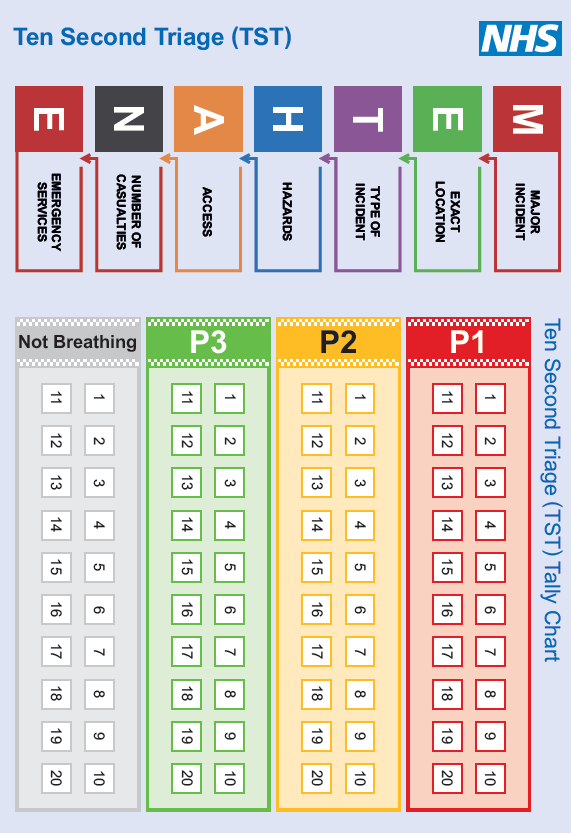 Ten Second Triage (TST)
NHS
M
MAJOR
INCIDENT
E
EXACT
LOCATION
T
TYPE OF
INCIDENT
H
HAZARDS
A
ACCESS
N
NUMBER OF
CASUALTIES
E
EMERGENCY
SERVICES
Ten Second Triage (TST) Tally Chart
P1
1 2 3 4 5 6 7 8 9 10
11 12 13 14 15 16 17 18 19 20
P2
1 2 3 4 5 6 7 8 9 10
11 12 13 14 15 16 17 18 19 20
P3
1 2 3 4 5 6 7 8 9 10
11 12 13 14 15 16 17 18 19 20
Not Breathing
1 2 3 4 5 6 7 8 9 10
11 12 13 14 15 16 17 18 19 20